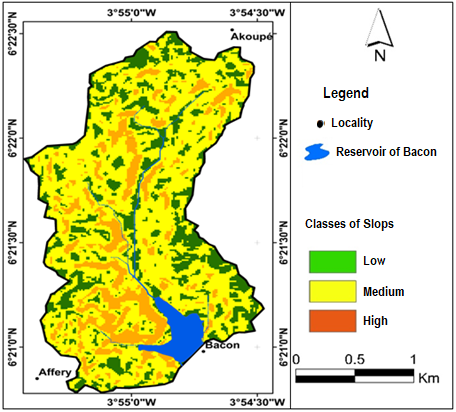 3°55'0"W 3°54'30"W
6°22'30"N
Akoupé
6°22'0"N
6°21'30"N
6°21'0"N
Bacon
Affery
3°55'0"W 3°54'30"W
N
Legend
Locality
Reservoir of Bacon
Classes of Slops
Low
Medium
High
0 0.5 1
Km